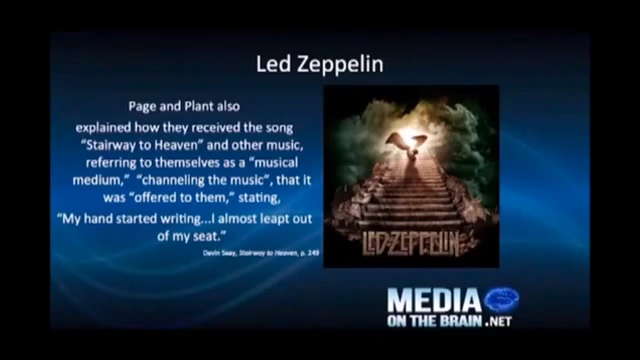 Led Zeppelin
Page and Plant also
explained how they received the song
“Stairway to Heaven” and other music,
referring to themselves as a “musical
medium,” “channeling the music”, that it
was “offered to them,” stating,
“My hand started writing...I almost leapt out
of my seat.”
Davin Seay, Stairway to Heaven, p. 249
LED-ZEPPELIN
MEDIA
ON THE BRAIN.NET